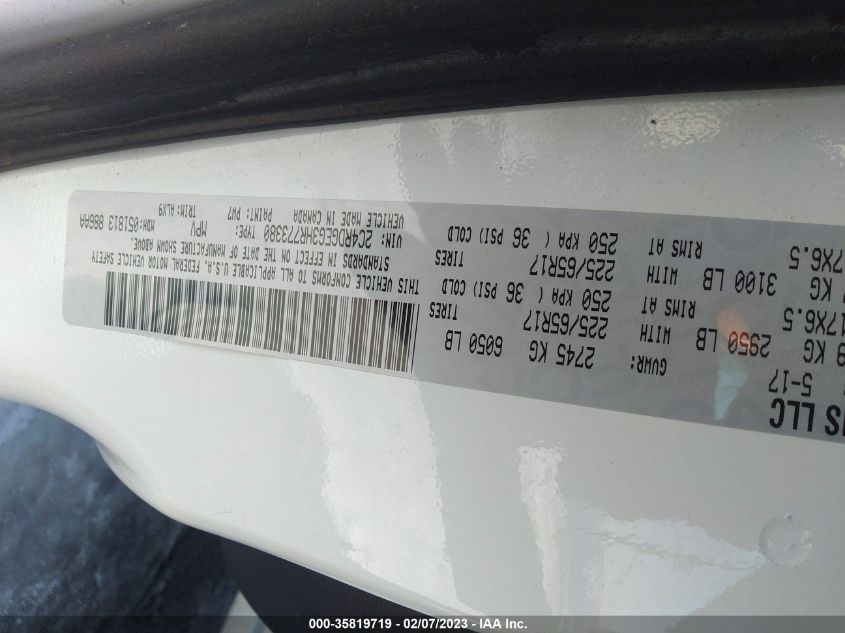 US LLC
5-17
GVWR: 2745 KG 6050 LB
9 KG 2950 LB WITH 225/65R17 TIRES
17X6.5 RIMS AT 250 KPA ( 36 PSI) COLD
KG 3100 LB WITH 225/65R17 TIRES
7X6.5 RIMS AT 250 KPA ( 36 PSI) COLD
THIS VEHICLE CONFORMS TO ALL APPLICABLE U.S.A. FEDERAL MOTOR VEHICLE SAFETY
STANDARDS IN EFFECT ON THE DATE OF MANUFACTURE SHOWN ABOVE.
VIN: 2C4RDGEG3HR773380 TYPE: MPV MDH:051813 886AA
VEHICLE MADE IN CANADA PAINT: PW7 TRIM:ALX9
000-35819719 - 02/07/2023 - IAA Inc.